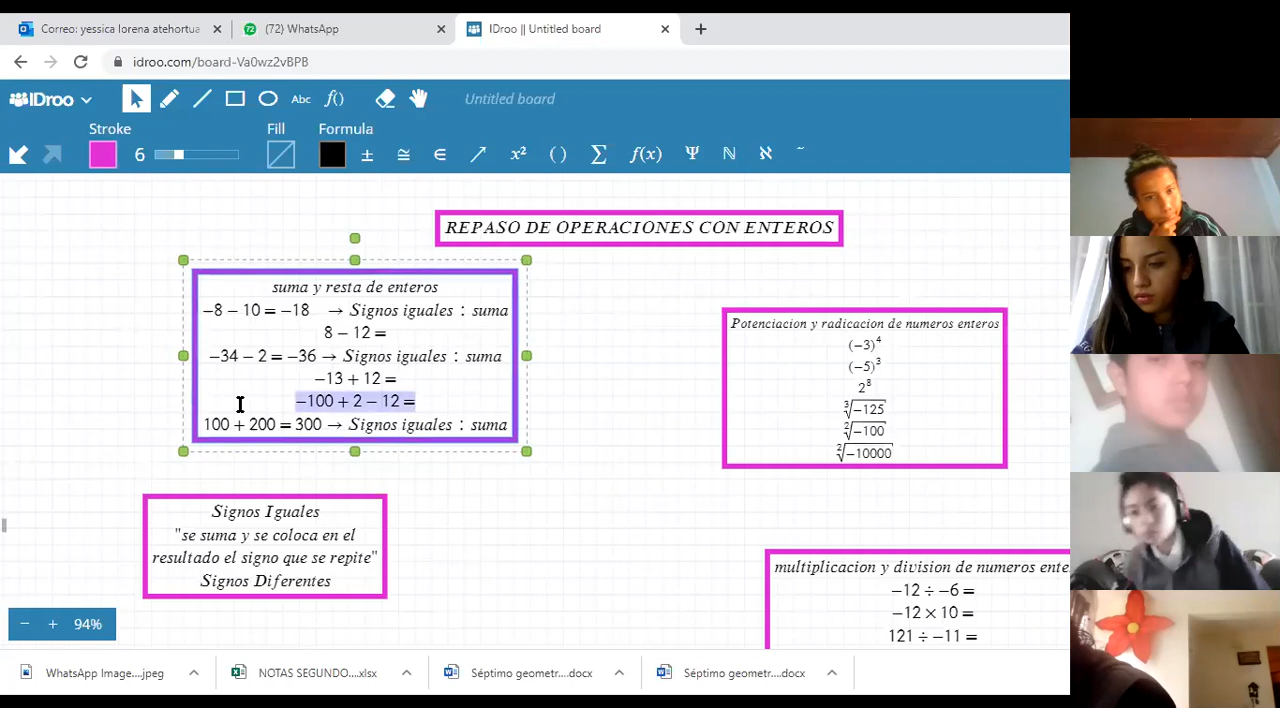 Correo: yessica lorena atehortua
(72) WhatsApp
IDroo || Untitled board
idroo.com/board-Va0wz2vBPB
IDroo
Abc
f()
Untitled board
Stroke
Fill
Formula
6
± ≅ ∈ ↗ x² ( ) ∑ f(x) Ψ ℕ ℵ
REPASO DE OPERACIONES CON ENTEROS
suma y resta de enteros
−8 − 10 = −18 → Signos iguales : suma
8 − 12 =
−34 − 2 = −36 → Signos iguales : suma
−13 + 12 =
−100 + 2 − 12 =
100 + 200 = 300 → Signos iguales : suma
Potenciacion y radicacion de numeros enteros
(−3)⁴
(−5)³
2⁸
∛−125
²√−100
²√−10000
Signos Iguales
"se suma y se coloca en el
resultado el signo que se repite"
Signos Diferentes
multiplicacion y division de numeros ente
−12 ÷ −6 =
−12 × 10 =
121 ÷ −11 =
− + 94%
WhatsApp Image....jpeg
NOTAS SEGUNDO....xlsx
Séptimo geometr....docx
Séptimo geometr....docx